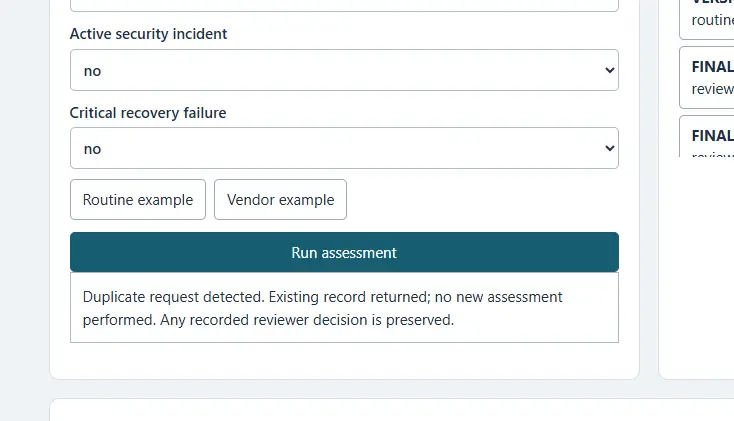 Active security incident
no
Critical recovery failure
no
Routine example Vendor example
Run assessment
Duplicate request detected. Existing record returned; no new assessment
performed. Any recorded reviewer decision is preserved.
routine
FINAL
review
FINAL